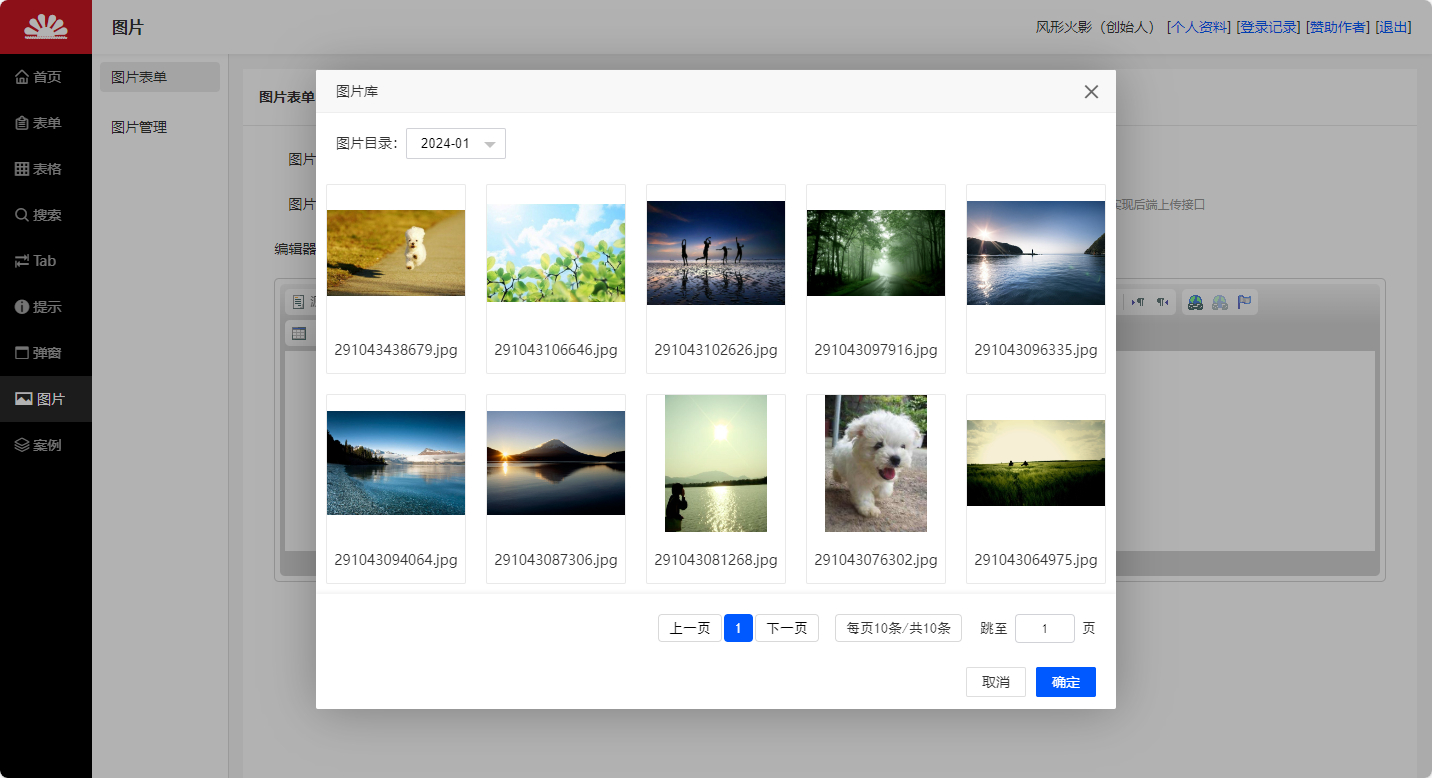 图片
风形火影（创始人） [个人资料] [登录记录] [赞助作者] [退出]
首页
表单
表格
搜索
Tab
提示
弹窗
图片
案例
图片表单
图片管理
图片表单
图片
图片
实现后端上传接口
编辑器
图片库
图片目录：
2024-01
291043438679.jpg
291043106646.jpg
291043102626.jpg
291043097916.jpg
291043096335.jpg
291043094064.jpg
291043087306.jpg
291043081268.jpg
291043076302.jpg
291043064975.jpg
上一页 1 下一页 每页10条/共10条 跳至 1 页
取消 确定